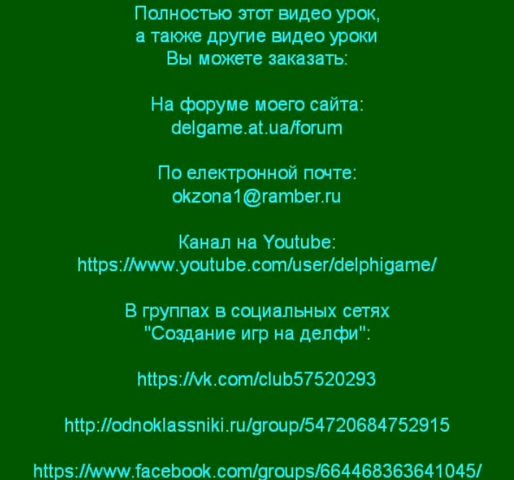 Полностью этот видео урок,
а также другие видео уроки
Вы можете заказать:
На форуме моего сайта:
delgame.at.ua/forum
По електронной почте:
okzona1@ramber.ru
Канал на Youtube:
https://www.youtube.com/user/delphigame/
В группах в социальных сетях
"Создание игр на делфи":
https://vk.com/club57520293
http://odnoklassniki.ru/group/54720684752915
https://www.facebook.com/groups/664468363641045/